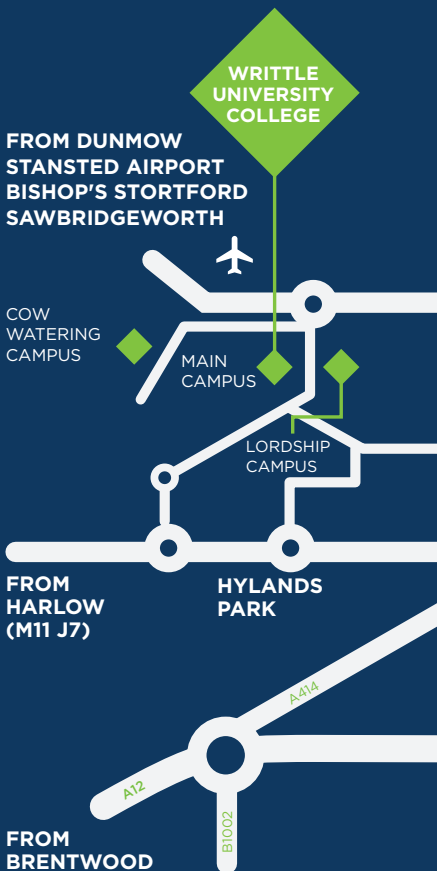 WRITTLE
UNIVERSITY
COLLEGE
FROM DUNMOW
STANSTED AIRPORT
BISHOP'S STORTFORD
SAWBRIDGEWORTH
COW
WATERING
CAMPUS
MAIN
CAMPUS
LORDSHIP
CAMPUS
FROM
HARLOW
(M11 J7)
HYLANDS
PARK
A414
A12
B1002
FROM
BRENTWOOD